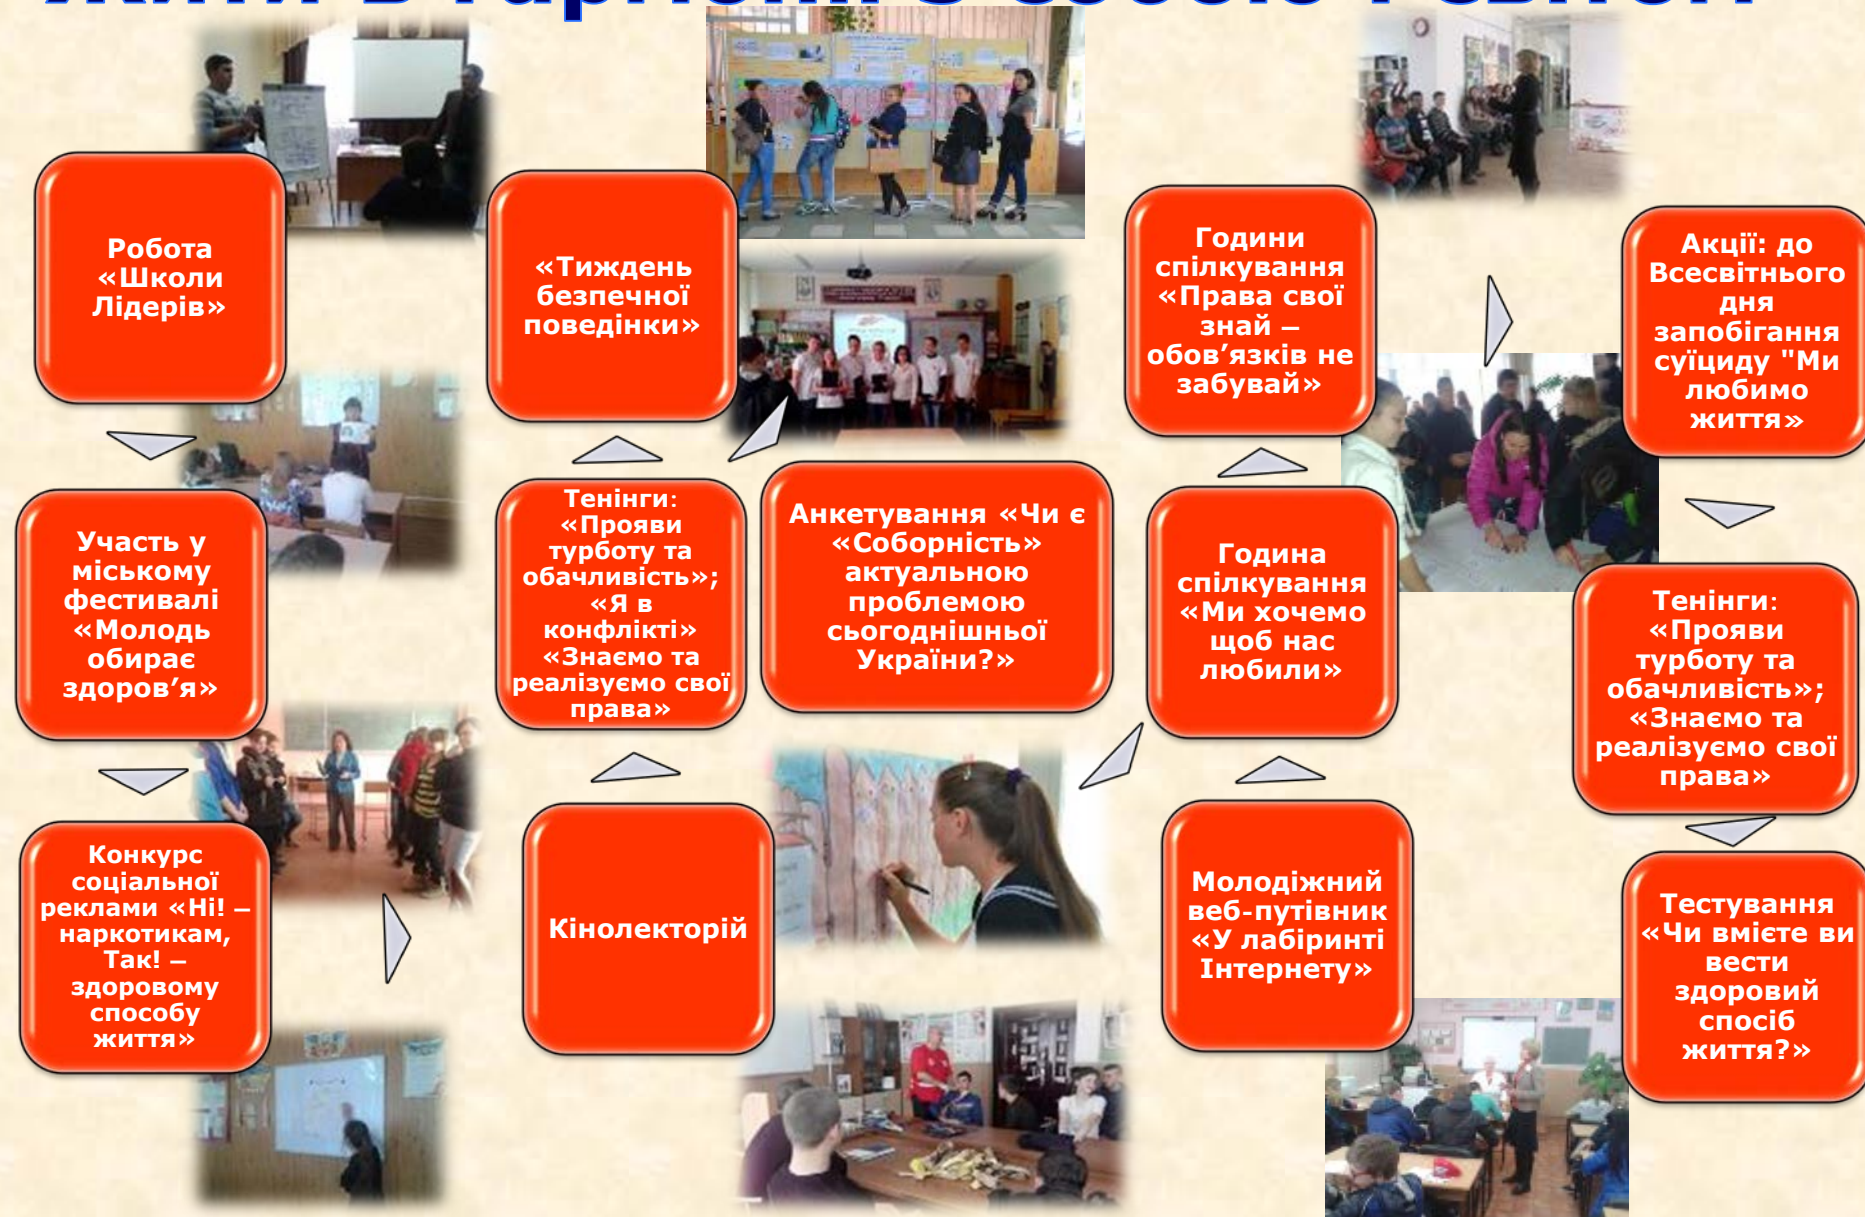 Робота
«Школи
Лідерів»
Участь у
міському
фестивалі
«Молодь
обирає
здоров’я»
Конкурс
соціальної
реклами «Ні! –
наркотикам,
Так! –
здоровому
способу
життя»
Кінолекторій
Тенінги:
«Прояви
турботу та
обачливість»;
«Я в
конфлікті»
«Знаємо та
реалізуємо свої
права»
«Тиждень
безпечної
поведінки»
Анкетування «Чи є
«Соборність»
актуальною
проблемою
сьогоднішньої
України?»
Молодіжний
веб-путівник
«У лабіринті
Інтернету»
Година
спілкування
«Ми хочемо
щоб нас
любили»
Години
спілкування
«Права свої
знай –
обов’язків не
забувай»
Акції: до
Всесвітнього
дня
запобігання
суїциду "Ми
любимо
життя»
Тенінги:
«Прояви
турботу та
обачливість»;
«Знаємо та
реалізуємо свої
права»
Тестування
«Чи вмієте ви
вести
здоровий
спосіб
життя?»